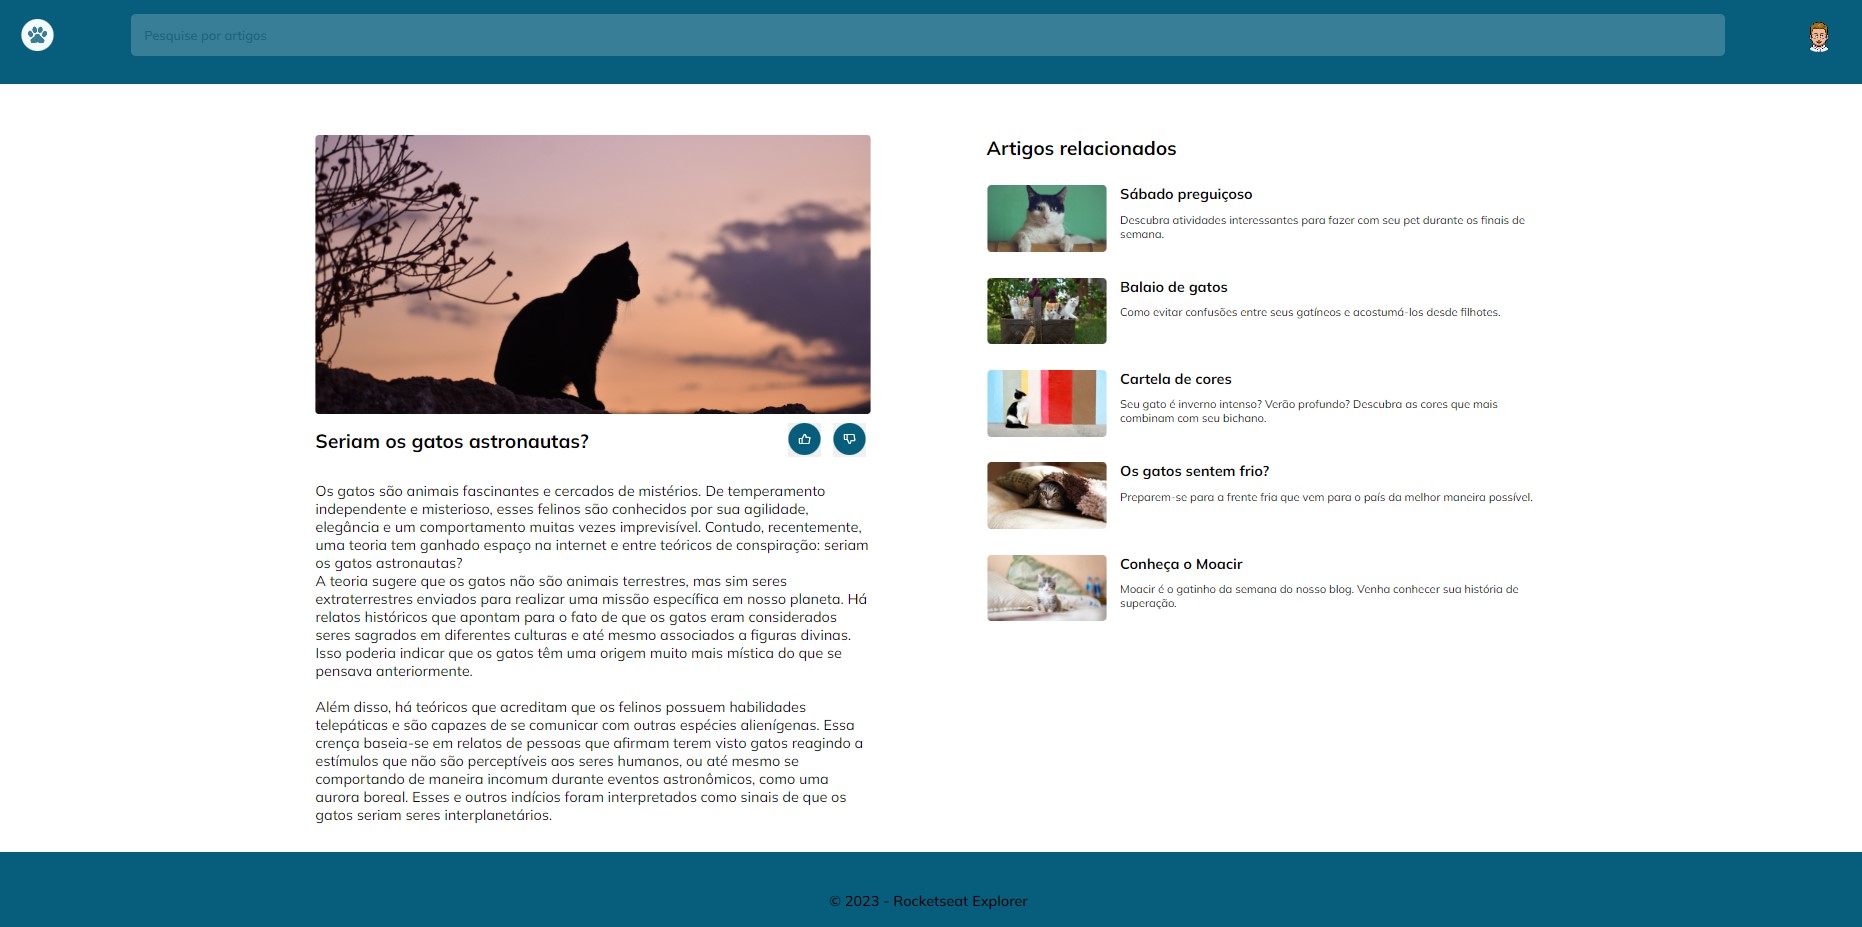 Pesquise por artigos
Seriam os gatos astronautas?
Os gatos são animais fascinantes e cercados de mistérios. De temperamento
independente e misterioso, esses felinos são conhecidos por sua agilidade,
elegância e um comportamento muitas vezes imprevisível. Contudo, recentemente,
uma teoria tem ganhado espaço na internet e entre teóricos de conspiração: seriam
os gatos astronautas?
A teoria sugere que os gatos não são animais terrestres, mas sim seres
extraterrestres enviados para realizar uma missão específica em nosso planeta. Há
relatos históricos que apontam para o fato de que os gatos eram considerados
seres sagrados em diferentes culturas e até mesmo associados a figuras divinas.
Isso poderia indicar que os gatos têm uma origem muito mais mística do que se
pensava anteriormente.
Além disso, há teóricos que acreditam que os felinos possuem habilidades
telepáticas e são capazes de se comunicar com outras espécies alienígenas. Essa
crença baseia-se em relatos de pessoas que afirmam terem visto gatos reagindo a
estímulos que não são perceptíveis aos seres humanos, ou até mesmo se
comportando de maneira incomum durante eventos astronômicos, como uma
aurora boreal. Esses e outros indícios foram interpretados como sinais de que os
gatos seriam seres interplanetários.
Artigos relacionados
Sábado preguiçoso
Descubra atividades interessantes para fazer com seu pet durante os finais de
semana.
Balaio de gatos
Como evitar confusões entre seus gatíneos e acostumá-los desde filhotes.
Cartela de cores
Seu gato é inverno intenso? Verão profundo? Descubra as cores que mais
combinam com seu bichano.
Os gatos sentem frio?
Preparem-se para a frente fria que vem para o país da melhor maneira possível.
Conheça o Moacir
Moacir é o gatinho da semana do nosso blog. Venha conhecer sua história de
superação.
© 2023 - Rocketseat Explorer